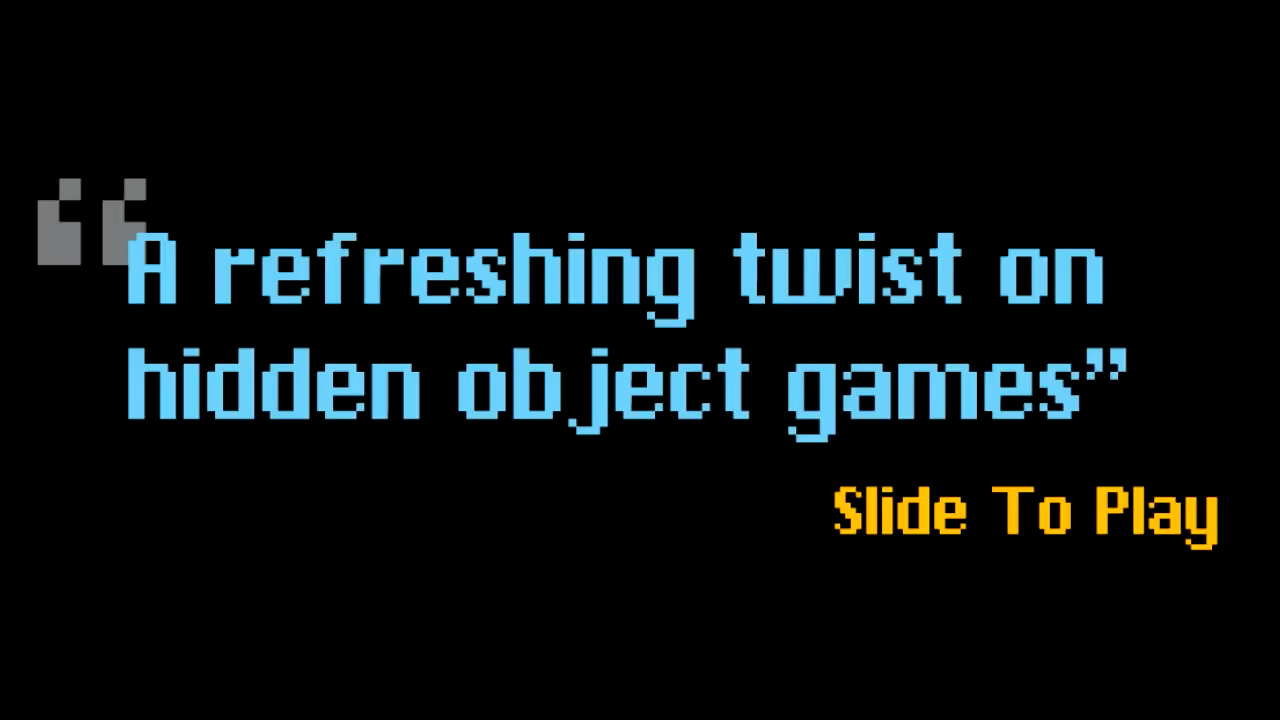 “A refreshing twist on
hidden object games”
Slide To Play